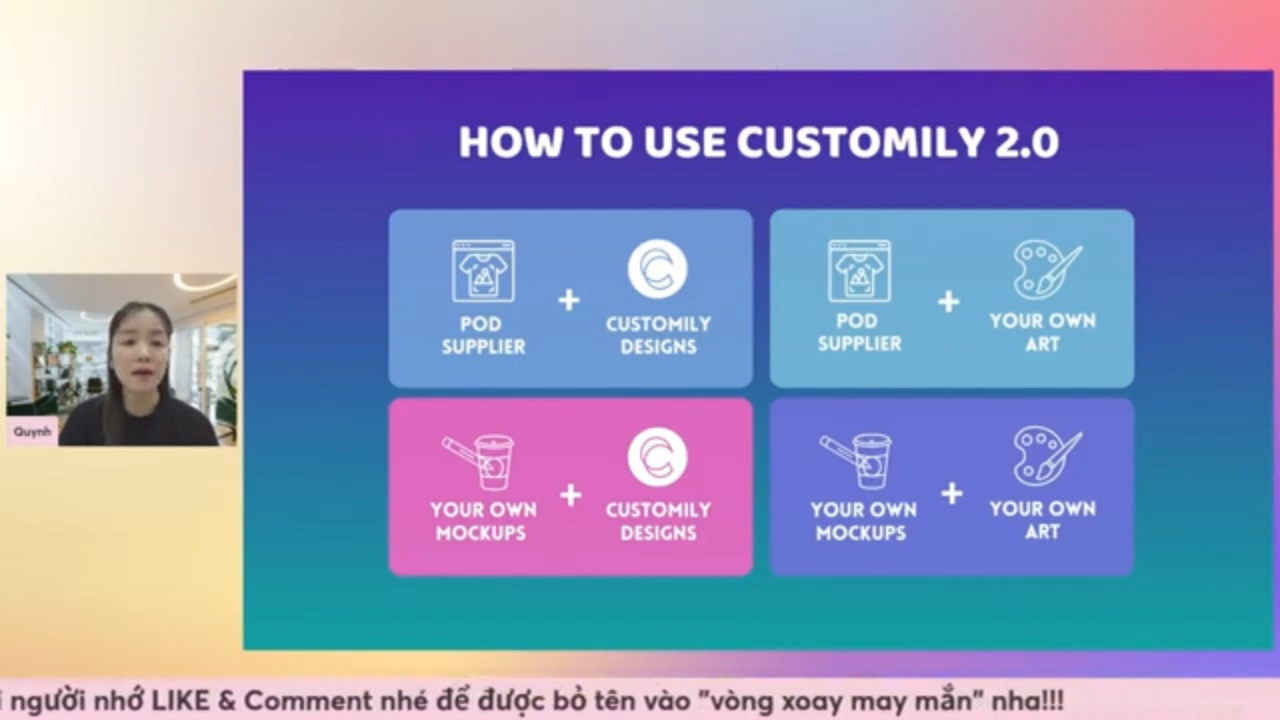 HOW TO USE CUSTOMILY 2.0
POD
SUPPLIER
+
CUSTOMILY
DESIGNS
POD
SUPPLIER
+
YOUR OWN
ART
YOUR OWN
MOCKUPS
+
CUSTOMILY
DESIGNS
YOUR OWN
MOCKUPS
+
YOUR OWN
ART
Quynh
người nhớ LIKE & Comment nhé để được bỏ tên vào "vòng xoay may mắn" nha!!!